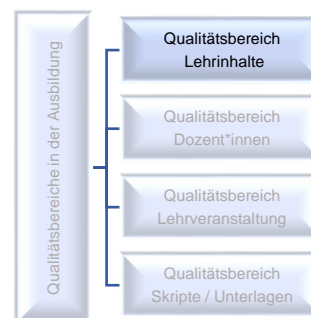 Qualitätsbereiche in der Ausbildung
Qualitätsbereich
Lehrinhalte
Qualitätsbereich
Dozent*innen
Qualitätsbereich
Lehrveranstaltung
Qualitätsbereich
Skripte / Unterlagen